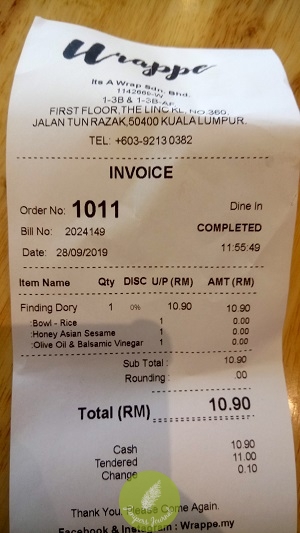 Wrappe
Its A Wrap Sdn. Bhd.
1142669-W
1-3B & 1-3B-AF
FIRST FLOOR,THE LINC KL, NO.360,
JALAN TUN RAZAK,50400 KUALA LUMPUR.
TEL: +603-9213 0382
INVOICE
Order No: 1011 Dine In
Bill No: 2024149 COMPLETED
Date: 28/09/2019 11:55:49
Item Name Qty DISC U/P (RM) AMT (RM)
Finding Dory 1 0% 10.90 10.90
:Bowl - Rice 1 0.00
:Honey Asian Sesame 1 0.00
:Olive Oil & Balsamic Vinegar 1 0.00
Sub Total : 10.90
Rounding : .00
Total (RM) : 10.90
Cash 10.90
Tendered 11.00
Change 0.10
Thank You, Please Come Again.
Facebook & Instagram : Wrappe.my